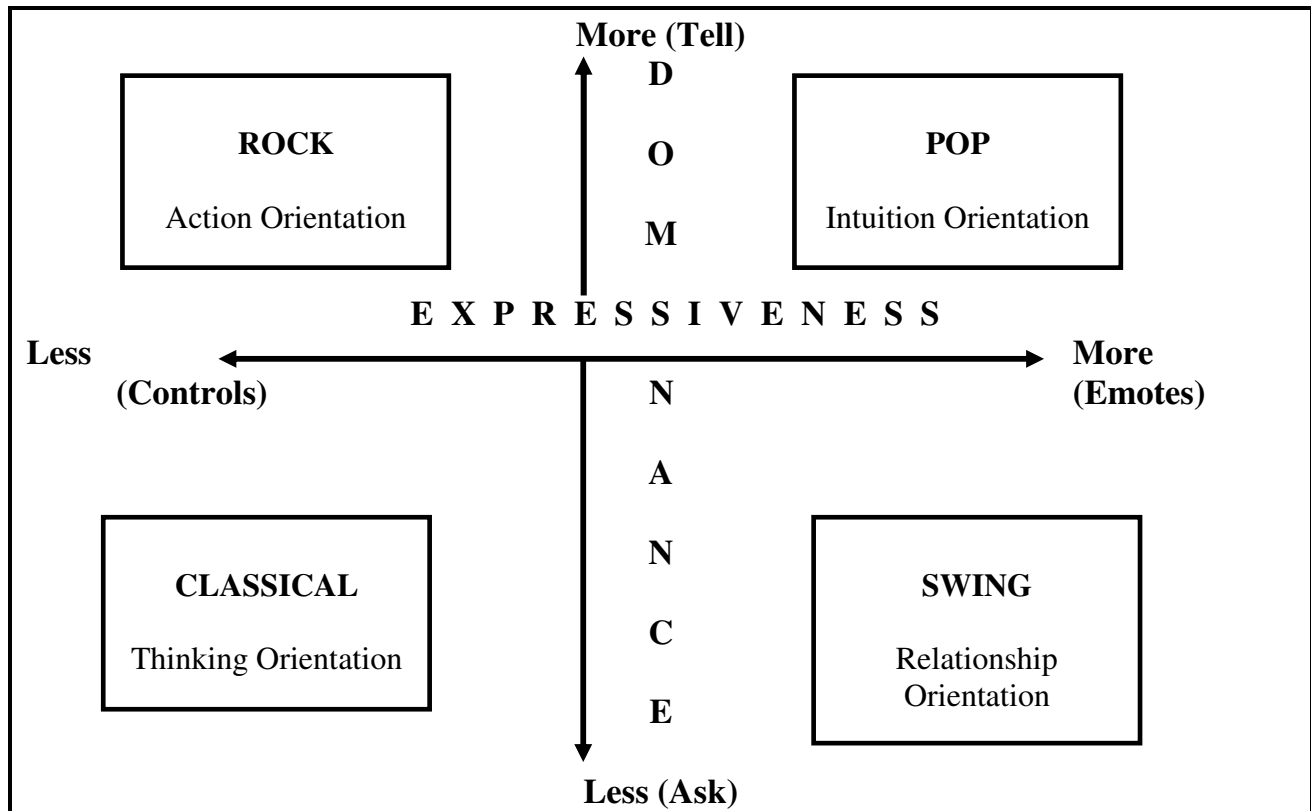 More (Tell)
D
O
M
I
N
A
N
C
E
ROCK
Action Orientation
POP
Intuition Orientation
E X P R E S S I V E N E S S
Less
(Controls)
More
(Emotes)
CLASSICAL
Thinking Orientation
SWING
Relationship
Orientation
Less (Ask)